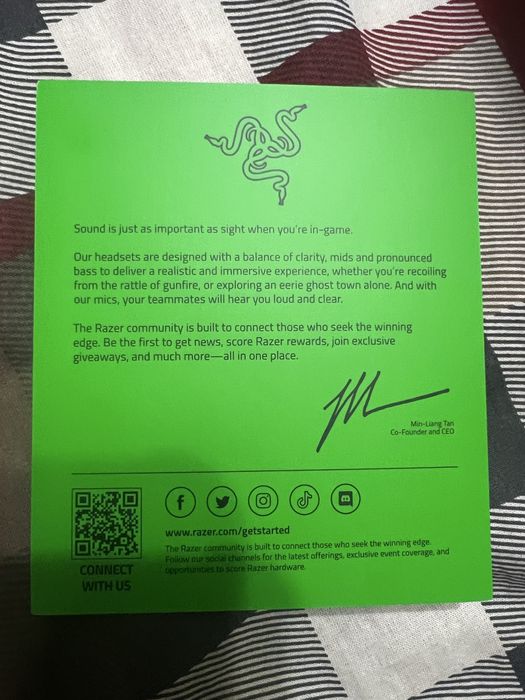 Sound is just as important as sight when you're in-game.
Our headsets are designed with a balance of clarity, mids and pronounced
bass to deliver a realistic and immersive experience, whether you're recoiling
from the rattle of gunfire, or exploring an eerie ghost town alone. And with
our mics, your teammates will hear you loud and clear.
The Razer community is built to connect those who seek the winning
edge. Be the first to get news, score Razer rewards, join exclusive
giveaways, and much more—all in one place.
Min-Liang Tan
Co-Founder and CEO
CONNECT
WITH US
www.razer.com/getstarted
The Razer community is built to connect those who seek the winning edge.
Follow our social channels for the latest offerings, exclusive event coverage, and
opportunities to score Razer hardware.